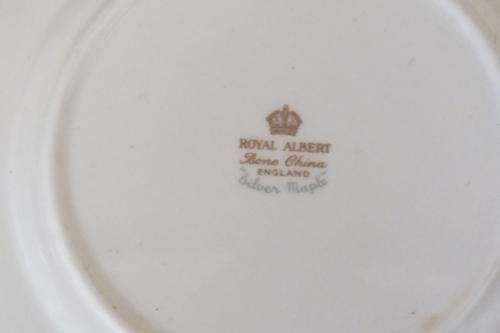 ROYAL ALBERT
Bone China
ENGLAND
"Silver Maple"